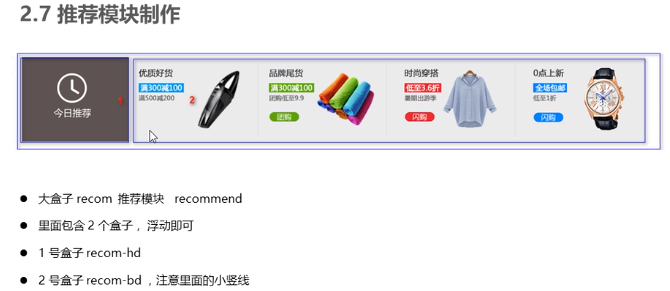 2.7 推荐模块制作
今日推荐
1
优质好货
满300减100
满500减200
2
品牌尾货
满300减100
团购低至9.9
团购
时尚穿搭
低至3.6折
暑期出游季
闪购
0点上新
全场包邮
低至1折
闪购
● 大盒子 recom 推荐模块 recommend
● 里面包含 2 个盒子，浮动即可
● 1 号盒子 recom-hd
● 2 号盒子 recom-bd ，注意里面的小竖线